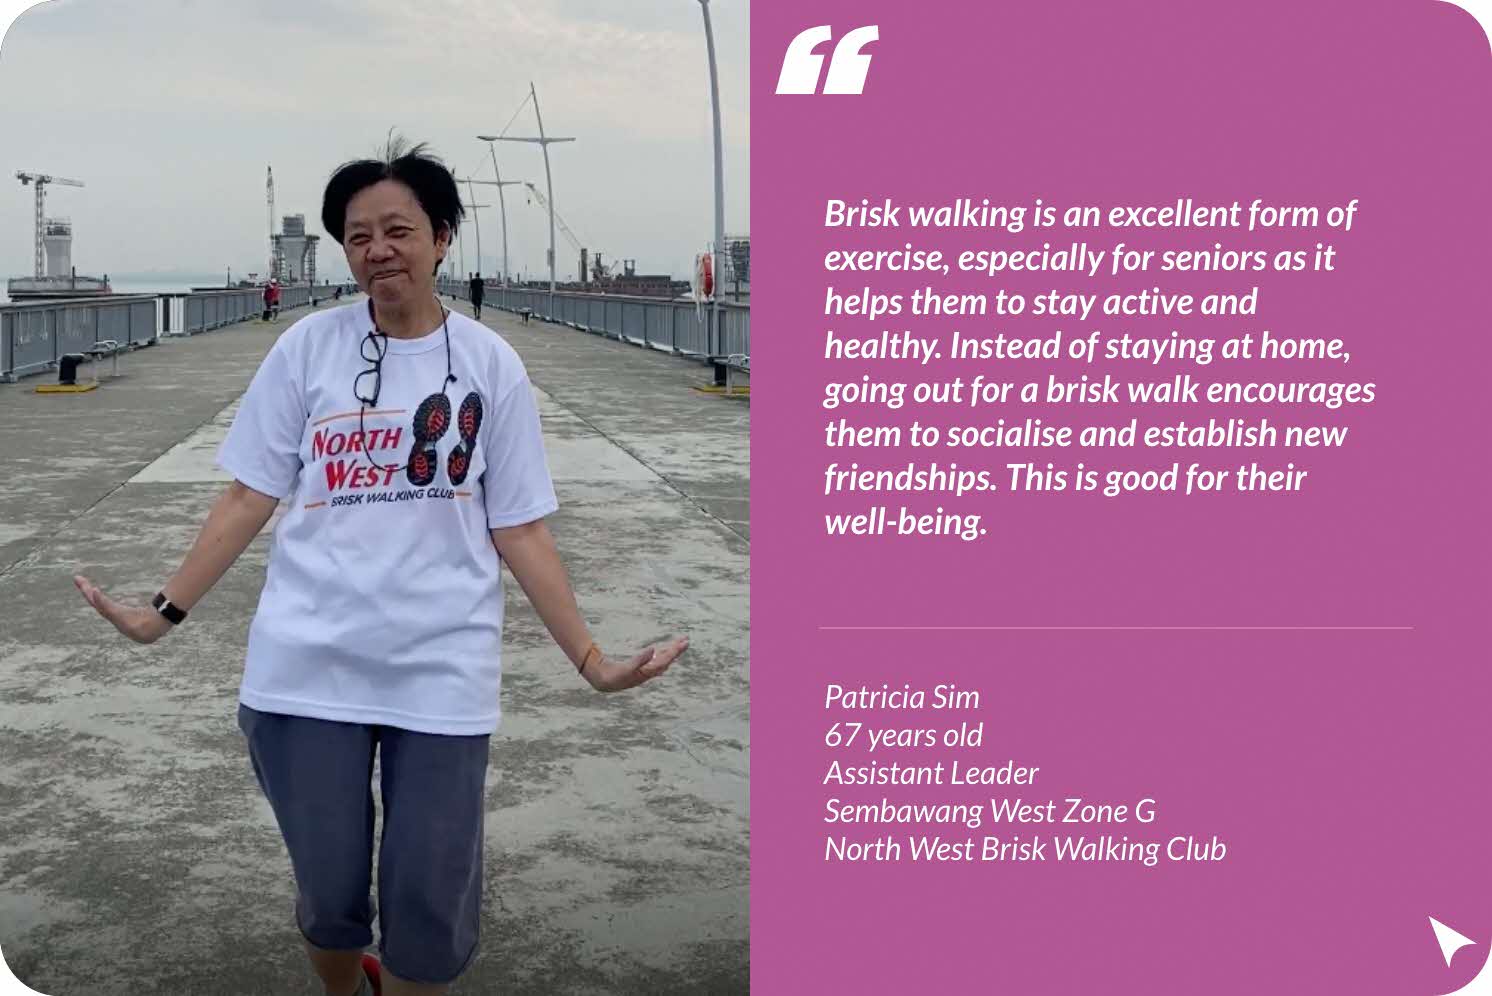 NORTH
WEST
BRISK WALKING CLUB
“
Brisk walking is an excellent form of
exercise, especially for seniors as it
helps them to stay active and
healthy. Instead of staying at home,
going out for a brisk walk encourages
them to socialise and establish new
friendships. This is good for their
well-being.
Patricia Sim
67 years old
Assistant Leader
Sembawang West Zone G
North West Brisk Walking Club